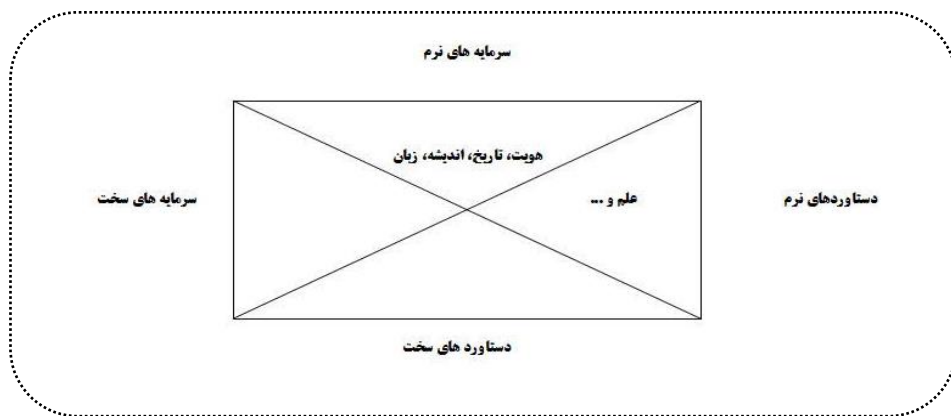 سرمایه های نرم
هویت، تاریخ، اندیشه، زبان
دستاوردهای نرم
علم و ...
سرمایه های سخت
دستاورد های سخت